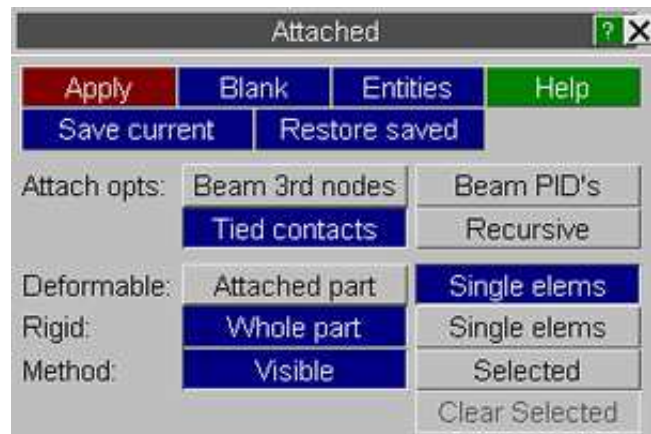 Attached ? X
Apply Blank Entities Help
Save current Restore saved
Attach opts: Beam 3rd nodes Beam PID's
Tied contacts Recursive
Deformable: Attached part Single elems
Rigid: Whole part Single elems
Method: Visible Selected
Clear Selected